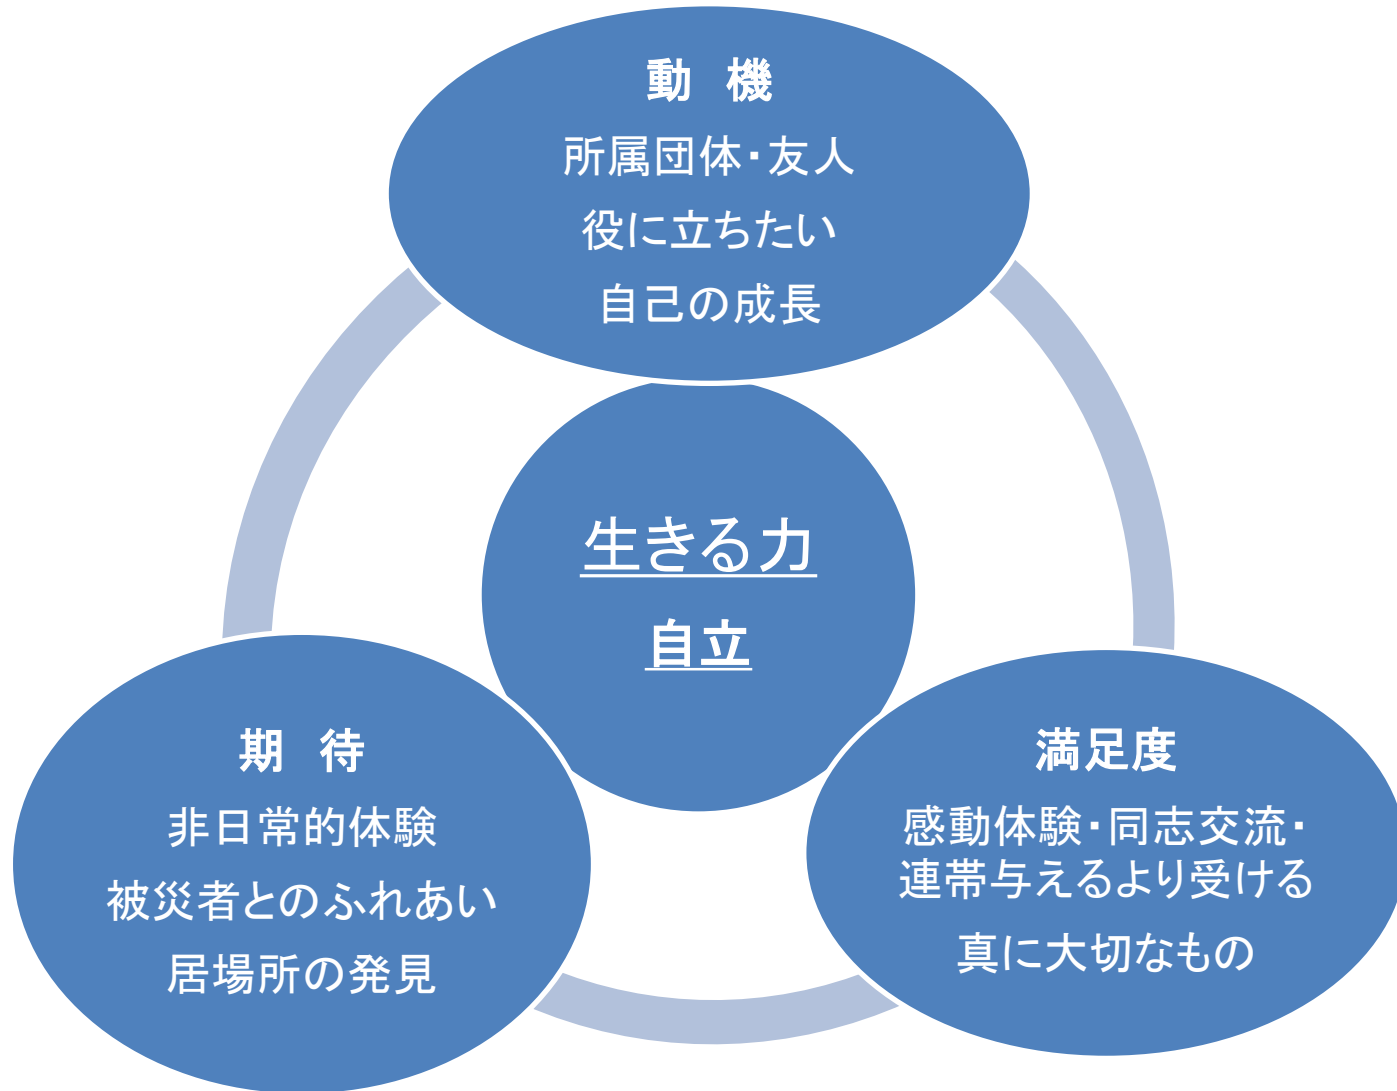 動　機
所属団体・友人
役に立ちたい
自己の成長
生きる力
自立
期　待
非日常的体験
被災者とのふれあい
居場所の発見
満足度
感動体験・同志交流・
連帯与えるより受ける
真に大切なもの